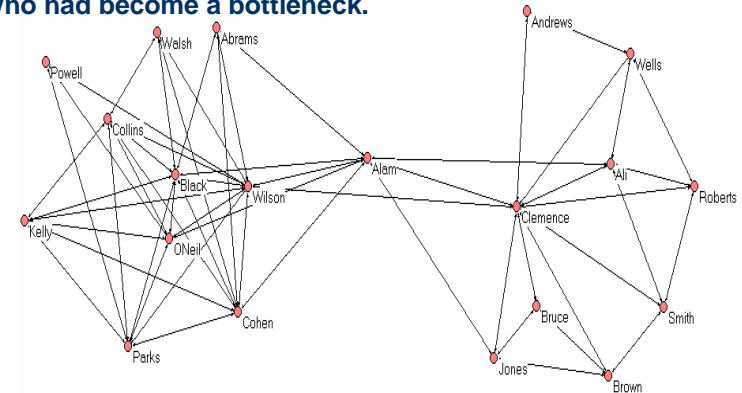 who had become a bottleneck.
Andrews
Walsh
Abrams
Wells
Powell
Collins
Alam
Ali
Black
Wilson
Roberts
Clemence
Kelly
ONeil
Cohen
Bruce
Smith
Parks
Jones
Brown